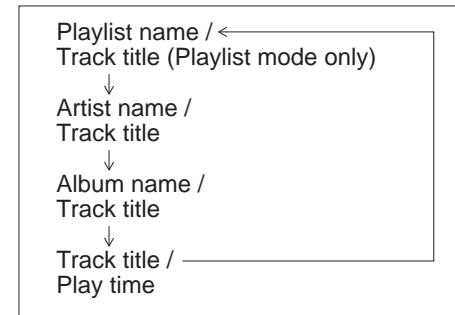 Playlist name /
Track title (Playlist mode only)
Artist name /
Track title
Album name /
Track title
Track title /
Play time